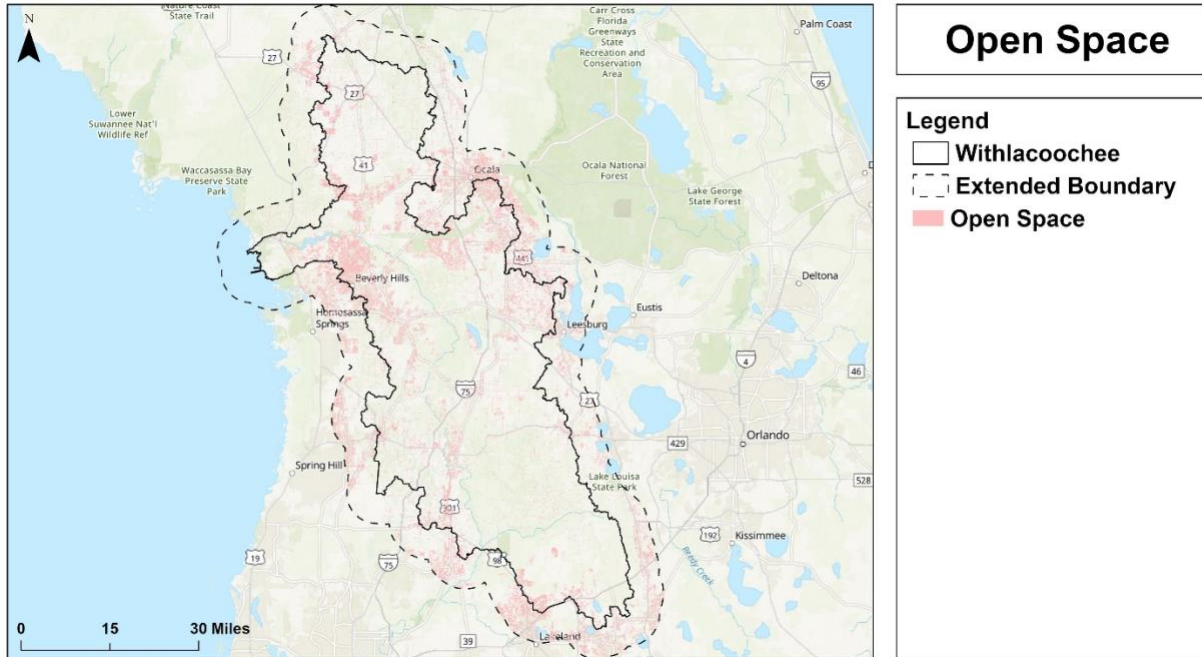 Nature Coast
State Trail
N
27
Carr Cross
Florida
Greenways
State
Recreation and
Conservation
Area
Palm Coast
95
27
Lower
Suwannee Nat'l
Wildlife Ref
Waccasassa Bay
Preserve State
Park
41
Ocala
Ocala National
Forest
Lake George
State Forest
441
Beverly Hills
Deltona
Homosassa
Springs
Eustis
Leesburg
4
46
75
27
Orlando
429
Spring Hill
Lake Louisa
State Park
528
301
192
Kissimmee
19
75
98
Reedy Creek
0 15 30 Miles
39
Lakeland
Open Space
Legend
Withlacoochee
Extended Boundary
Open Space